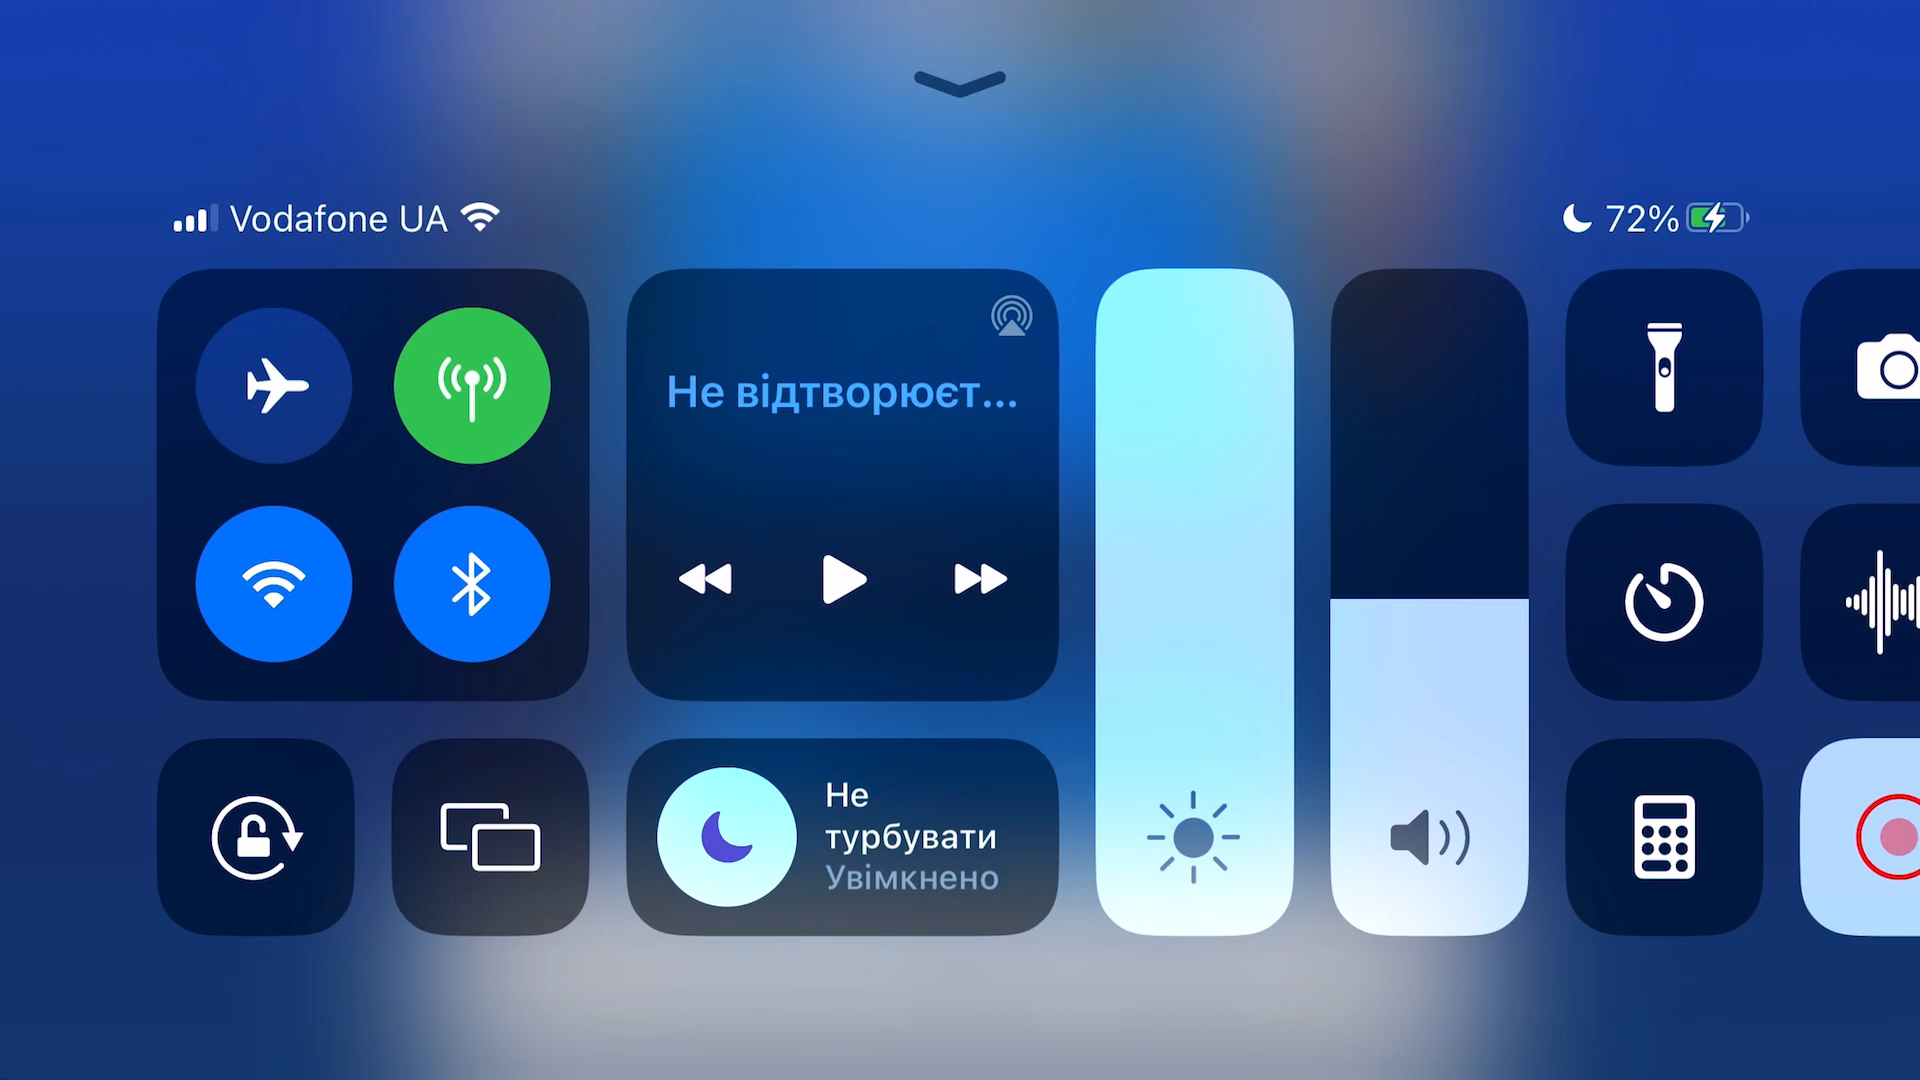 Vodafone UA
72%
Не відтворюєт...
Не
турбувати
Увімкнено